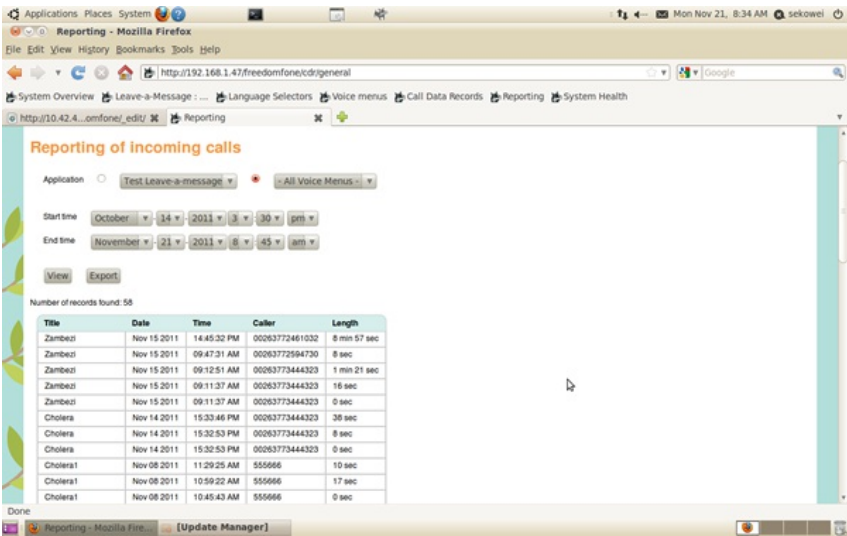 Applications Places System Mon Nov 21, 8:34 AM sekowei
Reporting - Mozilla Firefox
File Edit View History Bookmarks Tools Help
http://192.168.1.47/freedomfone/cdr/general Google
System Overview Leave-a-Message : ... Language Selectors Voice menus Call Data Records Reporting System Health
http://10.42.4...omfone/_edit/ Reporting
Reporting of incoming calls
Application Test Leave-a-message - All Voice Menus -
Start time October - 14 - 2011 3 : 30 pm
End time November - 21 - 2011 8 : 45 am
View Export
Number of records found: 58
Title Date Time Caller Length
Zambezi Nov 15 2011 14:45:32 PM 00263772461032 8 min 57 sec
Zambezi Nov 15 2011 09:47:31 AM 00263772594730 8 sec
Zambezi Nov 15 2011 09:12:51 AM 00263773444323 1 min 21 sec
Zambezi Nov 15 2011 09:11:37 AM 00263773444323 16 sec
Zambezi Nov 15 2011 09:11:37 AM 00263773444323 0 sec
Cholera Nov 14 2011 15:33:46 PM 00263773444323 38 sec
Cholera Nov 14 2011 15:32:53 PM 00263773444323 8 sec
Cholera Nov 14 2011 15:32:53 PM 00263773444323 0 sec
Cholera1 Nov 08 2011 11:29:25 AM 555666 10 sec
Cholera1 Nov 08 2011 10:59:22 AM 555666 17 sec
Cholera1 Nov 08 2011 10:45:43 AM 555666 0 sec
Done
Reporting - Mozilla Fire... [Update Manager]